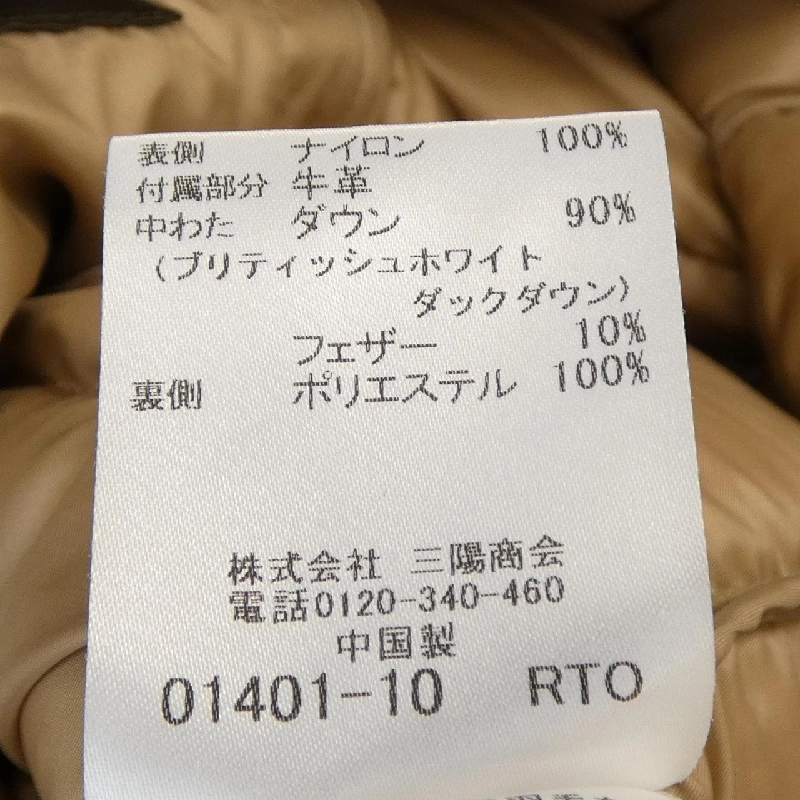 表側 ナイロン 100%
付属部分 牛革
中わた ダウン 90%
(ブリティッシュホワイト
ダックダウン)
フェザー 10%
裏側 ポリエステル 100%
株式会社 三陽商会
電話0120-340-460
中国製
01401-10 RTO